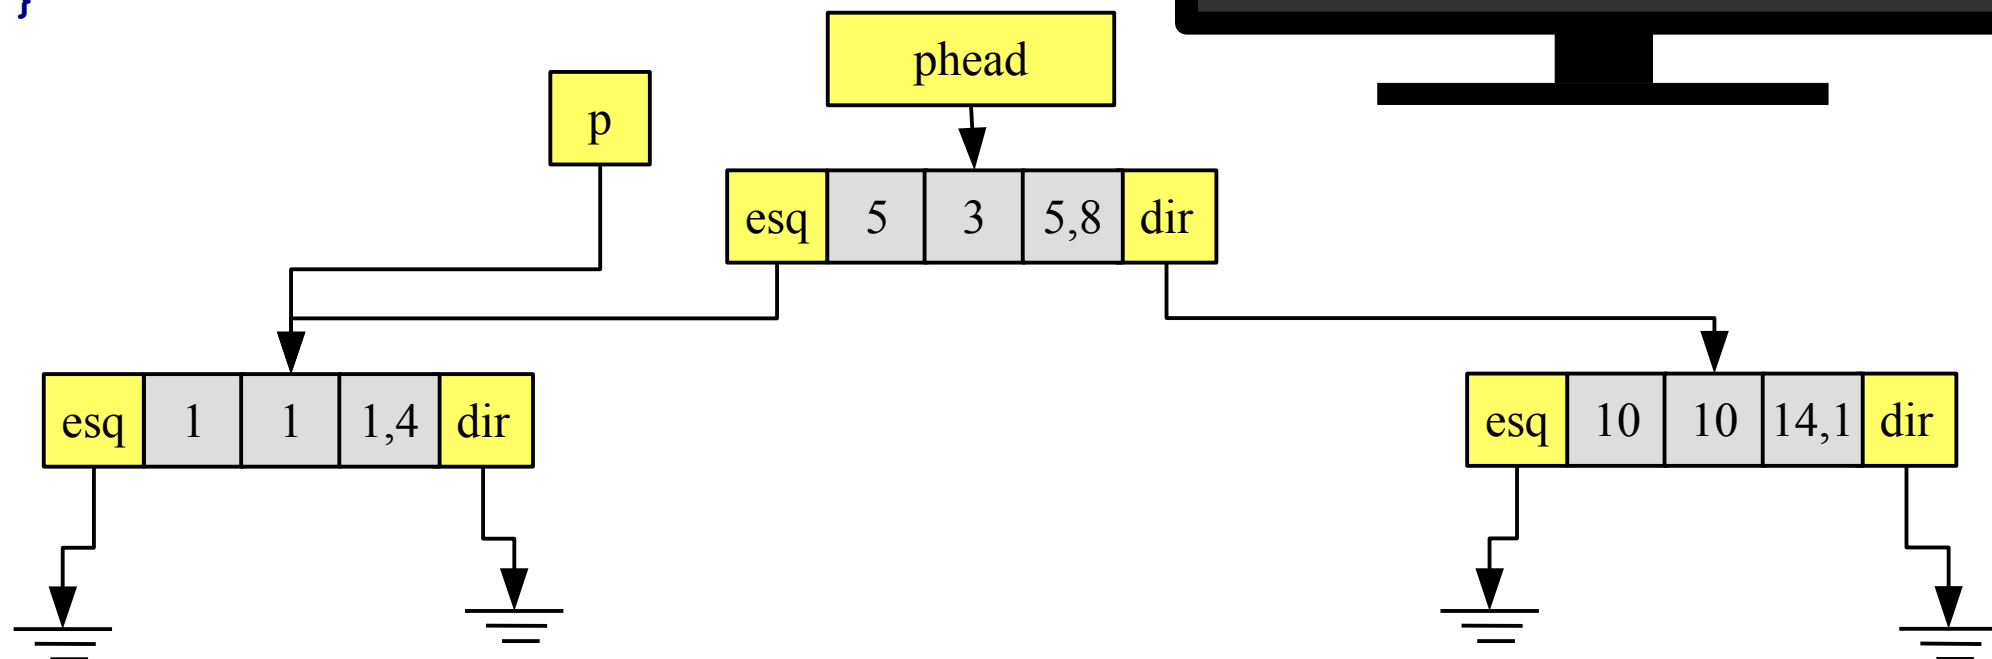 }
phead
p
esq 5 3 5,8 dir
esq 1 1 1,4 dir
esq 10 10 14,1 dir